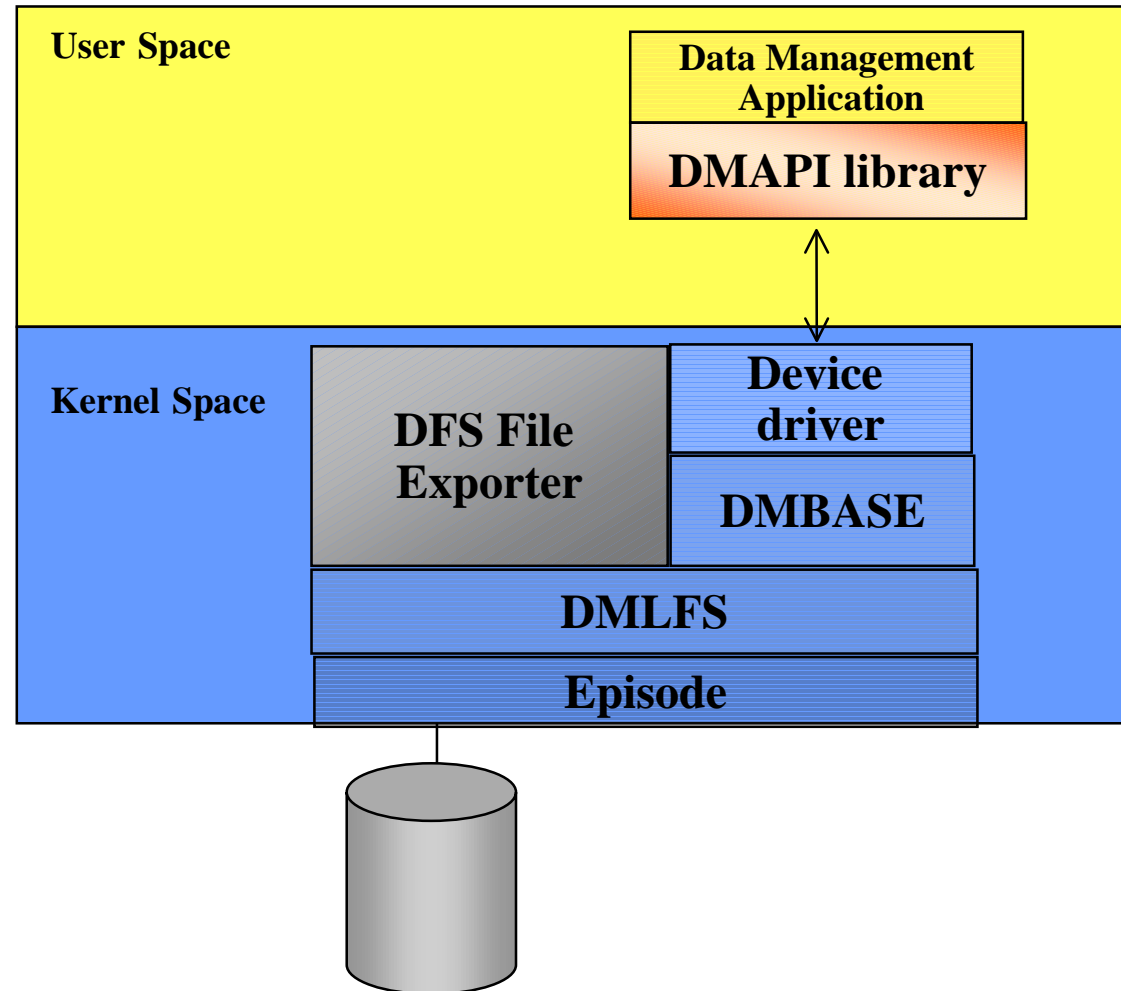 User Space
Data Management
Application
DMAPI library
Kernel Space
DFS File
Exporter
Device
driver
DMBASE
DMLFS
Episode